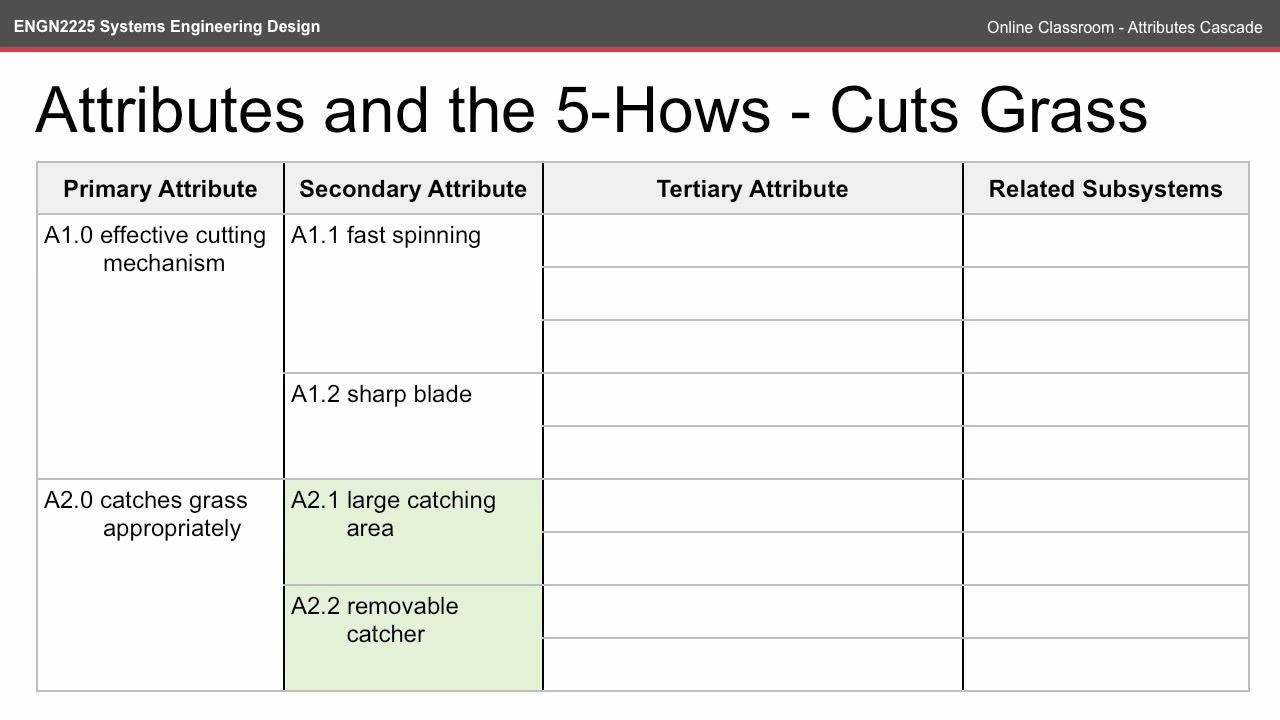 ENGN2225 Systems Engineering Design
Online Classroom - Attributes Cascade
Attributes and the 5-Hows - Cuts Grass
Primary Attribute
Secondary Attribute
Tertiary Attribute
Related Subsystems
A1.0 effective cutting
mechanism
A1.1 fast spinning
A1.2 sharp blade
A2.0 catches grass
appropriately
A2.1 large catching
area
A2.2 removable
catcher